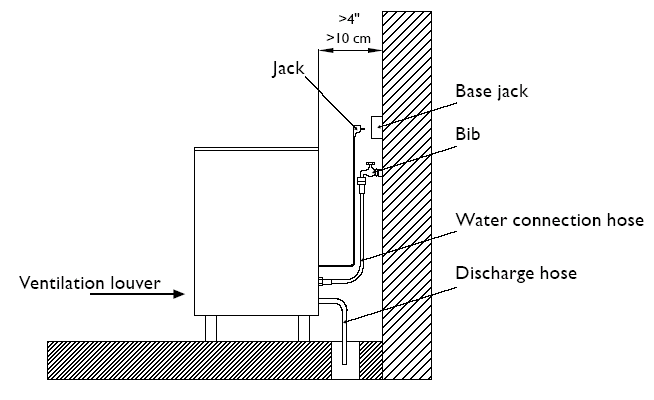 >4"
>10 cm
Jack
Base jack
Bib
Water connection hose
Discharge hose
Ventilation louver